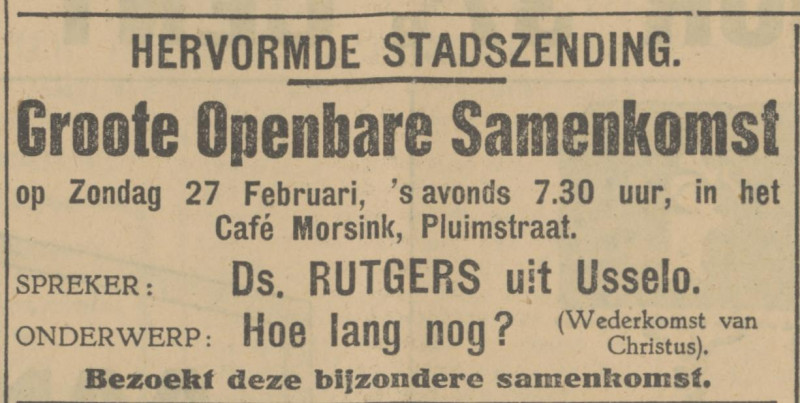 HERVORMDE STADSZENDING.
Groote Openbare Samenkomst
op Zondag 27 Februari, 's avonds 7.30 uur, in het
Café Morsink, Pluimstraat.
SPREKER: Ds. RUTGERS uit Usselo.
ONDERWERP: Hoe lang nog? (Wederkomst van
Christus).
Bezoekt deze bijzondere samenkomst.